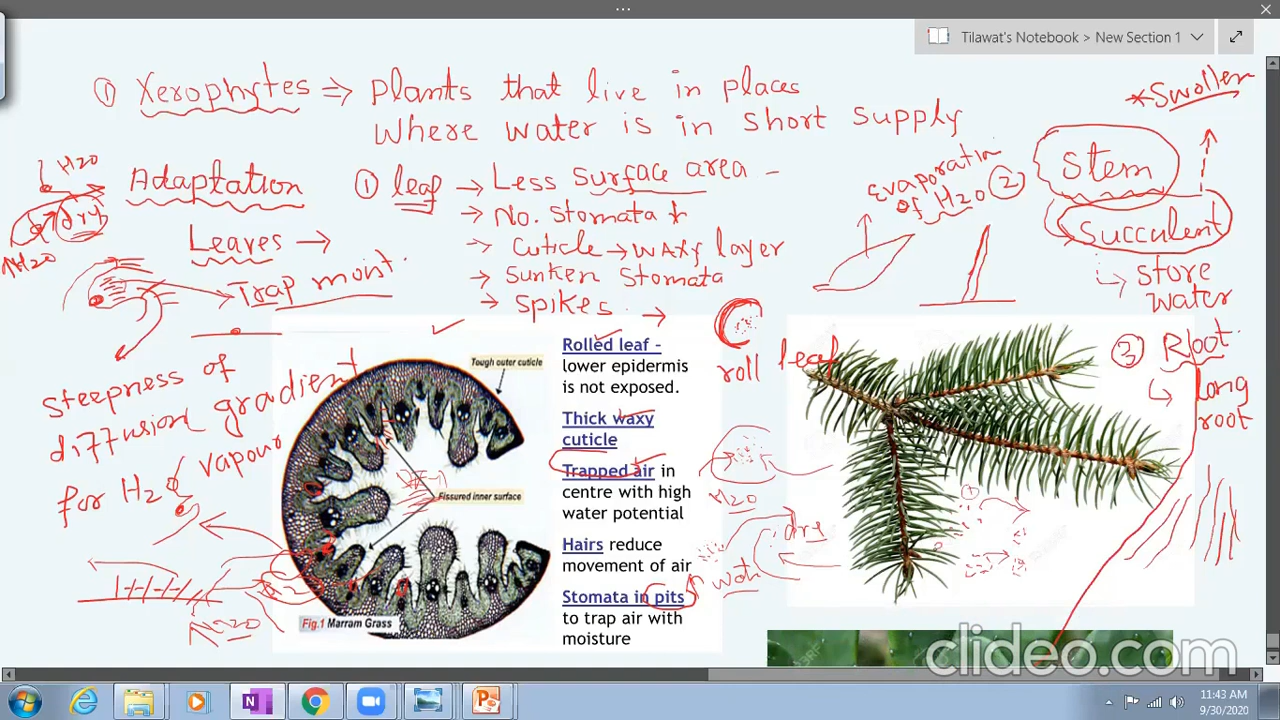 Tilawat's Notebook > New Section 1
① Xerophytes => Plants that live in places
where water is in short supply
* Swollen
H2O
Adaptation
① leaf → Less surface area -
→ No. Stomata ↓
→ Cuticle → waxy layer
→ Sunken Stomata
→ Spikes
→ roll leaf
dry
H2O
Leaves →
Trap moist.
Evaporation
of H2O
② Stem
Succulent
store
water
③ Root
long
root
Steepness of
diffusion gradient
for H2O vapour
Tough outer cuticle
Fissured inner surface
Fig.1 Marram Grass
Rolled leaf -
lower epidermis
is not exposed.
Thick waxy
cuticle
Trapped air in
centre with high
water potential
Hairs reduce
movement of air
Stomata in pits
to trap air with
moisture
H2O
dry
H2O
clideo.com
11:43 AM
9/30/2020